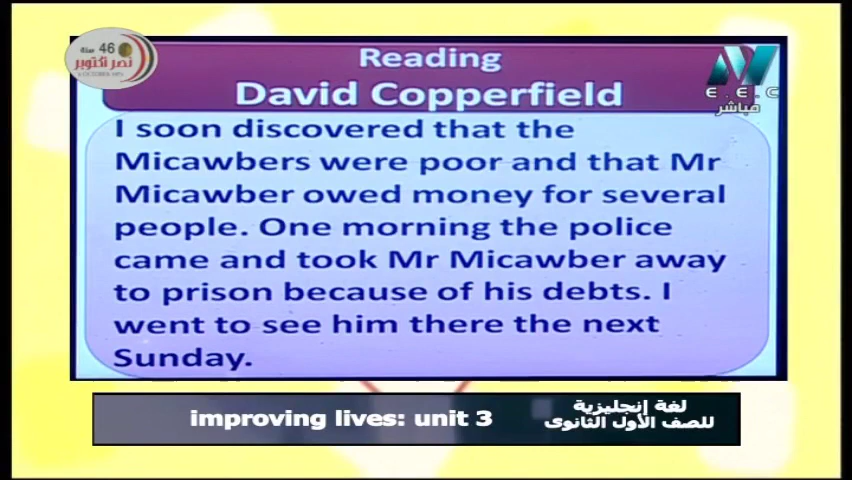 46 سنة
نصر أكتوبر
Reading
David Copperfield
E.E.C
مباشر
I soon discovered that the
Micawbers were poor and that Mr
Micawber owed money for several
people. One morning the police
came and took Mr Micawber away
to prison because of his debts. I
went to see him there the next
Sunday.
improving lives: unit 3
لغة إنجليزية
للصف الأول الثانوى